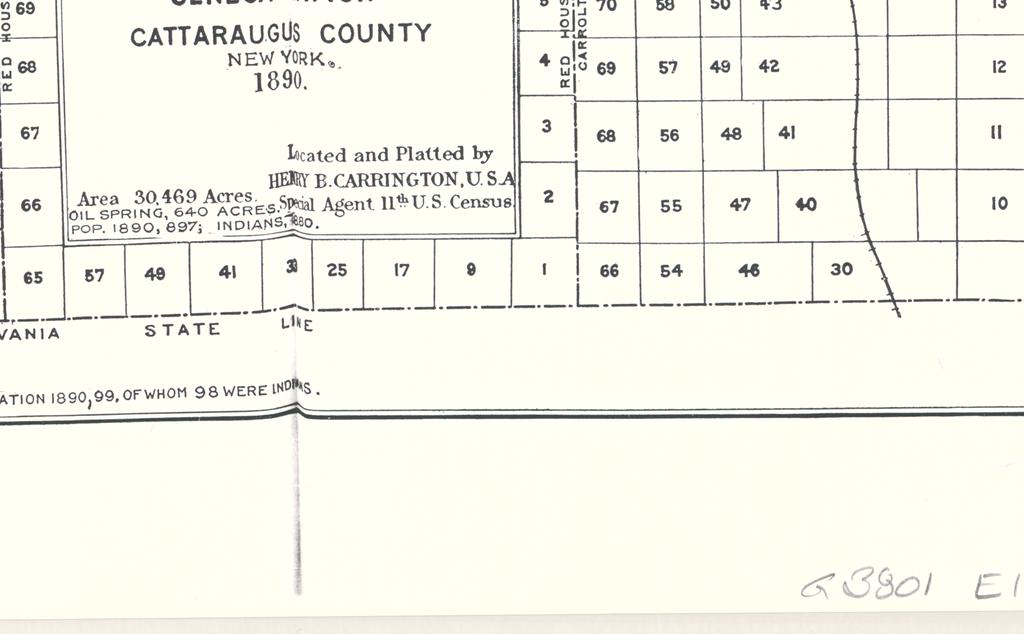 CATTARAUGUS COUNTY
NEW YORK.
1890.
Located and Platted by
HENRY B. CARRINGTON, U.S.A
Special Agent 11th U.S. Census.
Area 30,469 Acres.
OIL SPRING, 640 ACRES.
POP. 1890, 897; INDIANS, 880.
RED HOUS
69
68
67
66
65 57 49 41 33 25 17 9 1
4
3
2
RED HOUS
CARROLT
70 58 50 43 13
69 57 49 42 12
68 56 48 41 11
67 55 47 40 10
66 54 46 30
VANIA STATE LINE
ATION 1890, 99, OF WHOM 98 WERE INDIANS.
G3801 E1